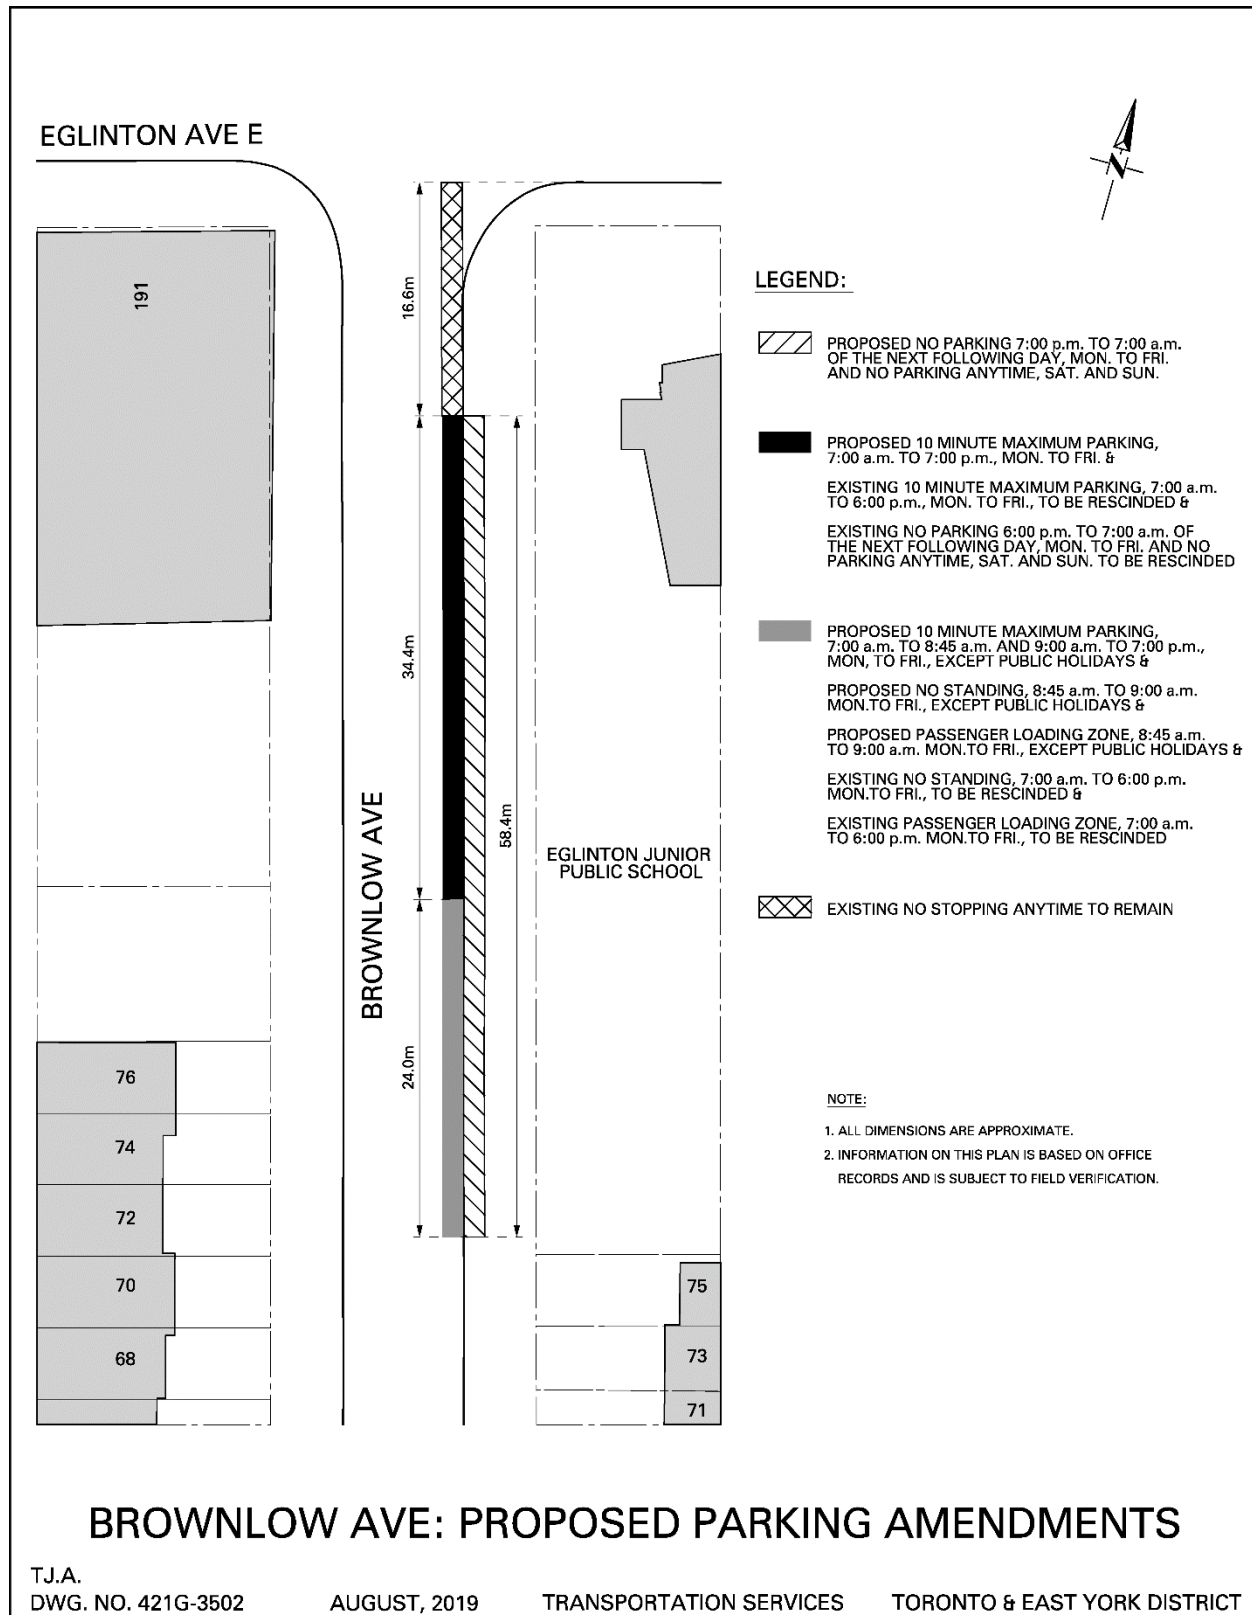 EGLINTON AVE E
N
191
16.6m
34.4m
58.4m
24.0m
BROWNLOW AVE
EGLINTON JUNIOR
PUBLIC SCHOOL
76
74
72
70
68
75
73
71
LEGEND:
PROPOSED NO PARKING 7:00 p.m. TO 7:00 a.m.
OF THE NEXT FOLLOWING DAY, MON. TO FRI.
AND NO PARKING ANYTIME, SAT. AND SUN.
PROPOSED 10 MINUTE MAXIMUM PARKING,
7:00 a.m. TO 7:00 p.m., MON. TO FRI. &
EXISTING 10 MINUTE MAXIMUM PARKING, 7:00 a.m.
TO 6:00 p.m., MON. TO FRI., TO BE RESCINDED &
EXISTING NO PARKING 6:00 p.m. TO 7:00 a.m. OF
THE NEXT FOLLOWING DAY, MON. TO FRI. AND NO
PARKING ANYTIME, SAT. AND SUN. TO BE RESCINDED
PROPOSED 10 MINUTE MAXIMUM PARKING,
7:00 a.m. TO 8:45 a.m. AND 9:00 a.m. TO 7:00 p.m.,
MON, TO FRI., EXCEPT PUBLIC HOLIDAYS &
PROPOSED NO STANDING, 8:45 a.m. TO 9:00 a.m.
MON.TO FRI., EXCEPT PUBLIC HOLIDAYS &
PROPOSED PASSENGER LOADING ZONE, 8:45 a.m.
TO 9:00 a.m. MON.TO FRI., EXCEPT PUBLIC HOLIDAYS &
EXISTING NO STANDING, 7:00 a.m. TO 6:00 p.m.
MON.TO FRI., TO BE RESCINDED &
EXISTING PASSENGER LOADING ZONE, 7:00 a.m.
TO 6:00 p.m. MON.TO FRI., TO BE RESCINDED
EXISTING NO STOPPING ANYTIME TO REMAIN
NOTE:
1. ALL DIMENSIONS ARE APPROXIMATE.
2. INFORMATION ON THIS PLAN IS BASED ON OFFICE
RECORDS AND IS SUBJECT TO FIELD VERIFICATION.
BROWNLOW AVE: PROPOSED PARKING AMENDMENTS
TJ.A.
DWG. NO. 421G-3502 AUGUST, 2019 TRANSPORTATION SERVICES TORONTO & EAST YORK DISTRICT